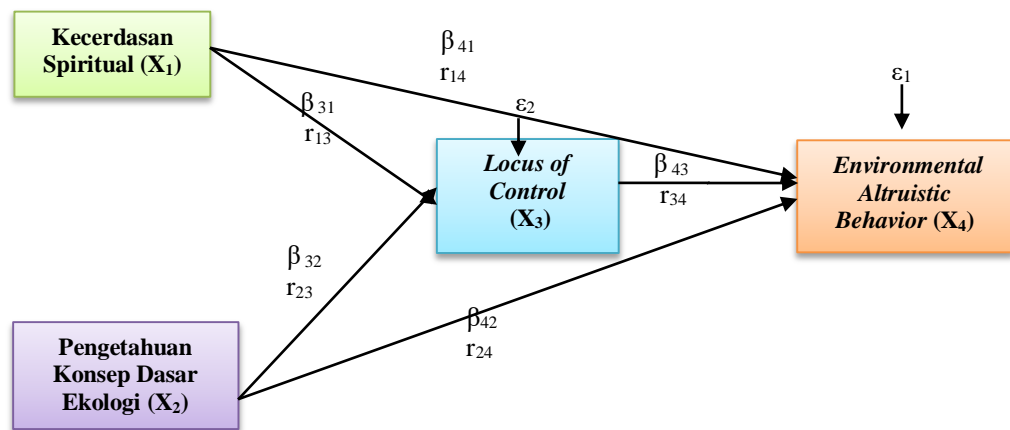 Kecerdasan
Spiritual (X₁)
β 41
r₁₄
ε₁
β 31
r₁₃
ε₂
Locus of
Control
(X₃)
β 43
r₃₄
Environmental
Altruistic
Behavior (X₄)
β 32
r₂₃
β₄₂
r₂₄
Pengetahuan
Konsep Dasar
Ekologi (X₂)